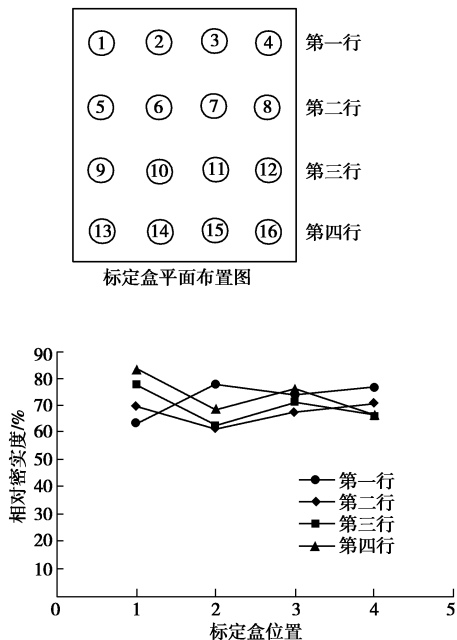 ① ② ③ ④ 第一行
⑤ ⑥ ⑦ ⑧ 第二行
⑨ ⑩ ⑪ ⑫ 第三行
⑬ ⑭ ⑮ ⑯ 第四行
标定盒平面布置图
相对密实度/%
90
80
70
60
50
40
30
20
10
第一行
第二行
第三行
第四行
0 1 2 3 4 5
标定盒位置